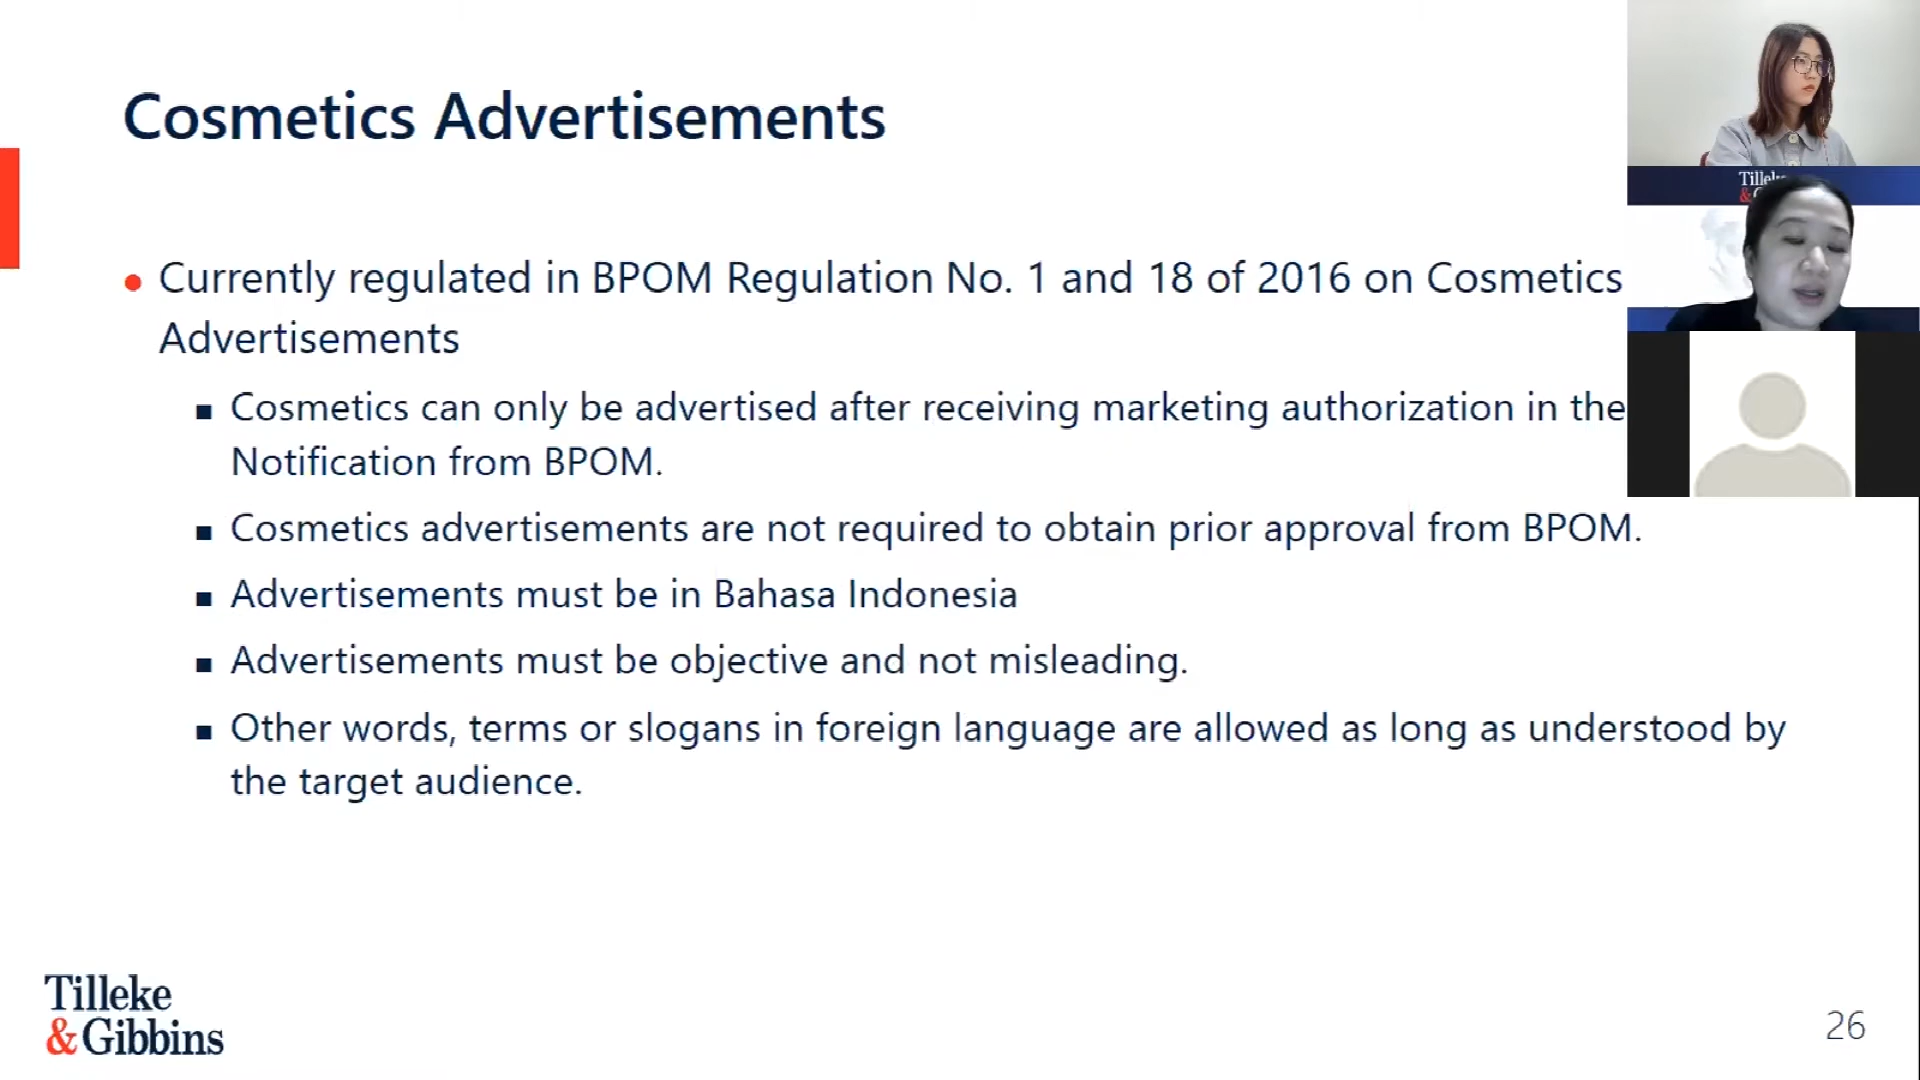 Cosmetics Advertisements
• Currently regulated in BPOM Regulation No. 1 and 18 of 2016 on Cosmetics
Advertisements
▪ Cosmetics can only be advertised after receiving marketing authorization in the
Notification from BPOM.
▪ Cosmetics advertisements are not required to obtain prior approval from BPOM.
▪ Advertisements must be in Bahasa Indonesia
▪ Advertisements must be objective and not misleading.
▪ Other words, terms or slogans in foreign language are allowed as long as understood by
the target audience.
Tilleke
& Gibbins
26